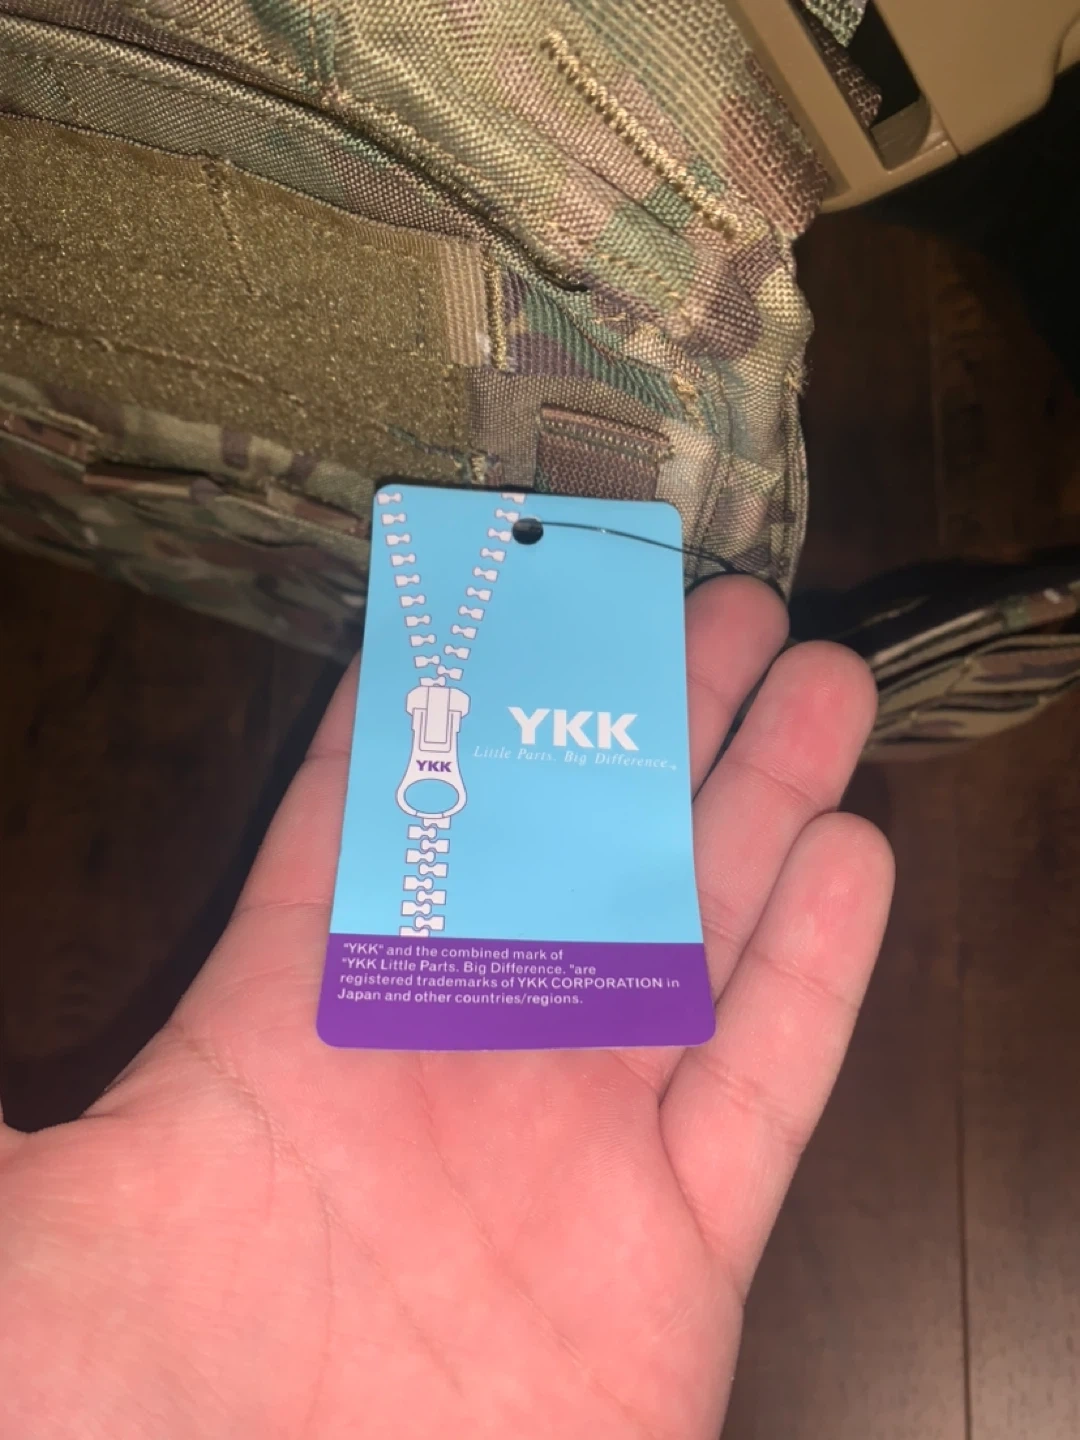 YKK
Little Parts. Big Difference.
YKK
"YKK" and the combined mark of
"YKK Little Parts. Big Difference. "are
registered trademarks of YKK CORPORATION in
Japan and other countries/regions.